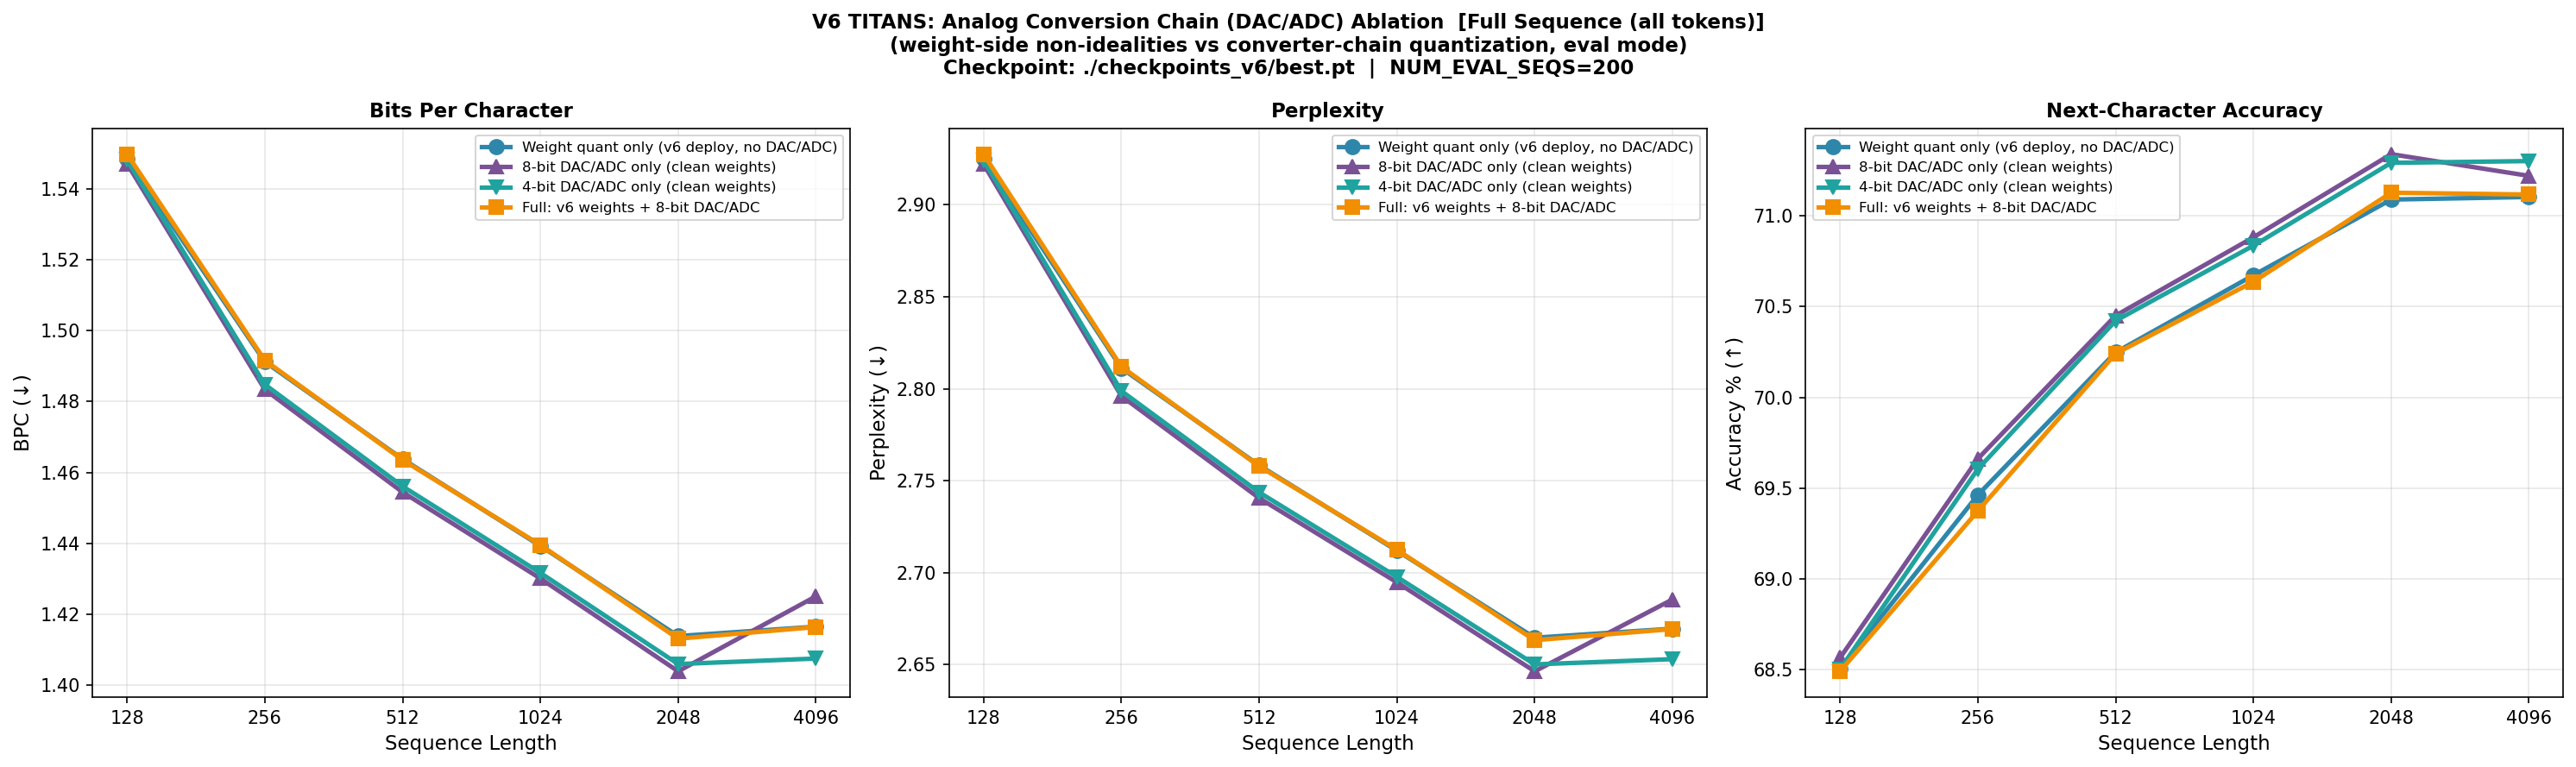 V6 TITANS: Analog Conversion Chain (DAC/ADC) Ablation  [Full Sequence (all tokens)]
(weight-side non-idealities vs converter-chain quantization, eval mode)
Checkpoint: ./checkpoints_v6/best.pt  |  NUM_EVAL_SEQS=200
Bits Per Character
BPC (↓)
1.54
1.52
1.50
1.48
1.46
1.44
1.42
1.40
Weight quant only (v6 deploy, no DAC/ADC)
8-bit DAC/ADC only (clean weights)
4-bit DAC/ADC only (clean weights)
Full: v6 weights + 8-bit DAC/ADC
128 256 512 1024 2048 4096
Sequence Length
Perplexity
Perplexity (↓)
2.90
2.85
2.80
2.75
2.70
2.65
Weight quant only (v6 deploy, no DAC/ADC)
8-bit DAC/ADC only (clean weights)
4-bit DAC/ADC only (clean weights)
Full: v6 weights + 8-bit DAC/ADC
128 256 512 1024 2048 4096
Sequence Length
Next-Character Accuracy
Accuracy % (↑)
71.0
70.5
70.0
69.5
69.0
68.5
Weight quant only (v6 deploy, no DAC/ADC)
8-bit DAC/ADC only (clean weights)
4-bit DAC/ADC only (clean weights)
Full: v6 weights + 8-bit DAC/ADC
128 256 512 1024 2048 4096
Sequence Length